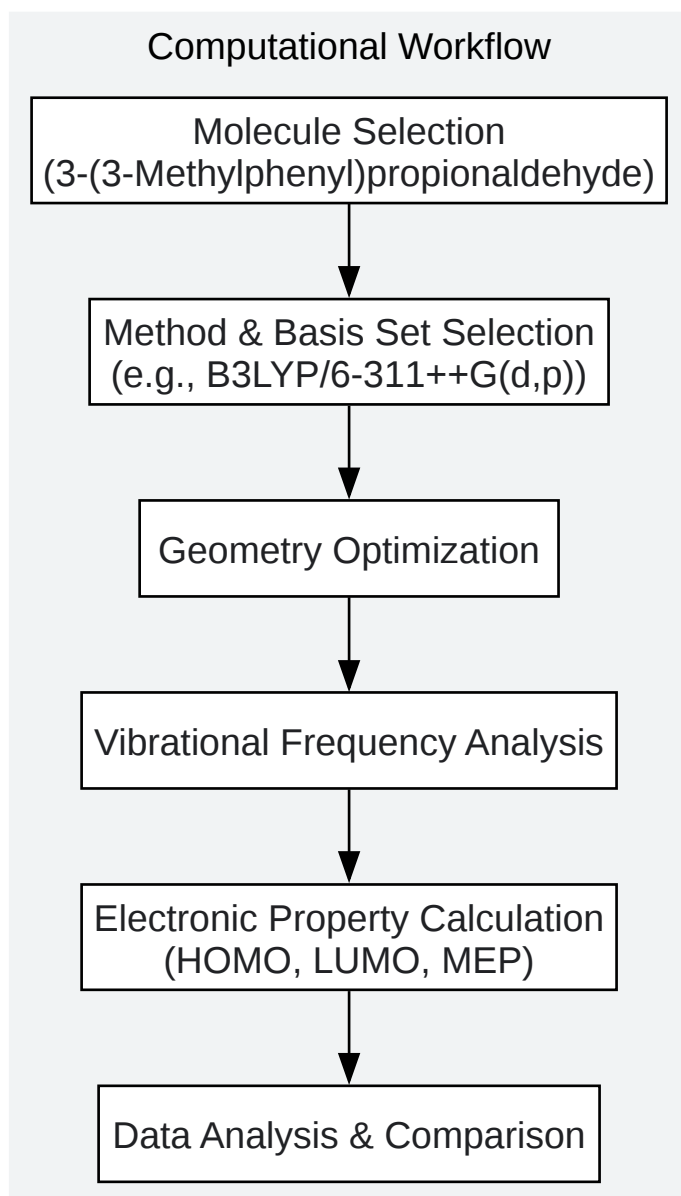 Computational Workflow
Molecule Selection
(3-(3-Methylphenyl)propionaldehyde)
Method & Basis Set Selection
(e.g., B3LYP/6-311++G(d,p))
Geometry Optimization
Vibrational Frequency Analysis
Electronic Property Calculation
(HOMO, LUMO, MEP)
Data Analysis & Comparison